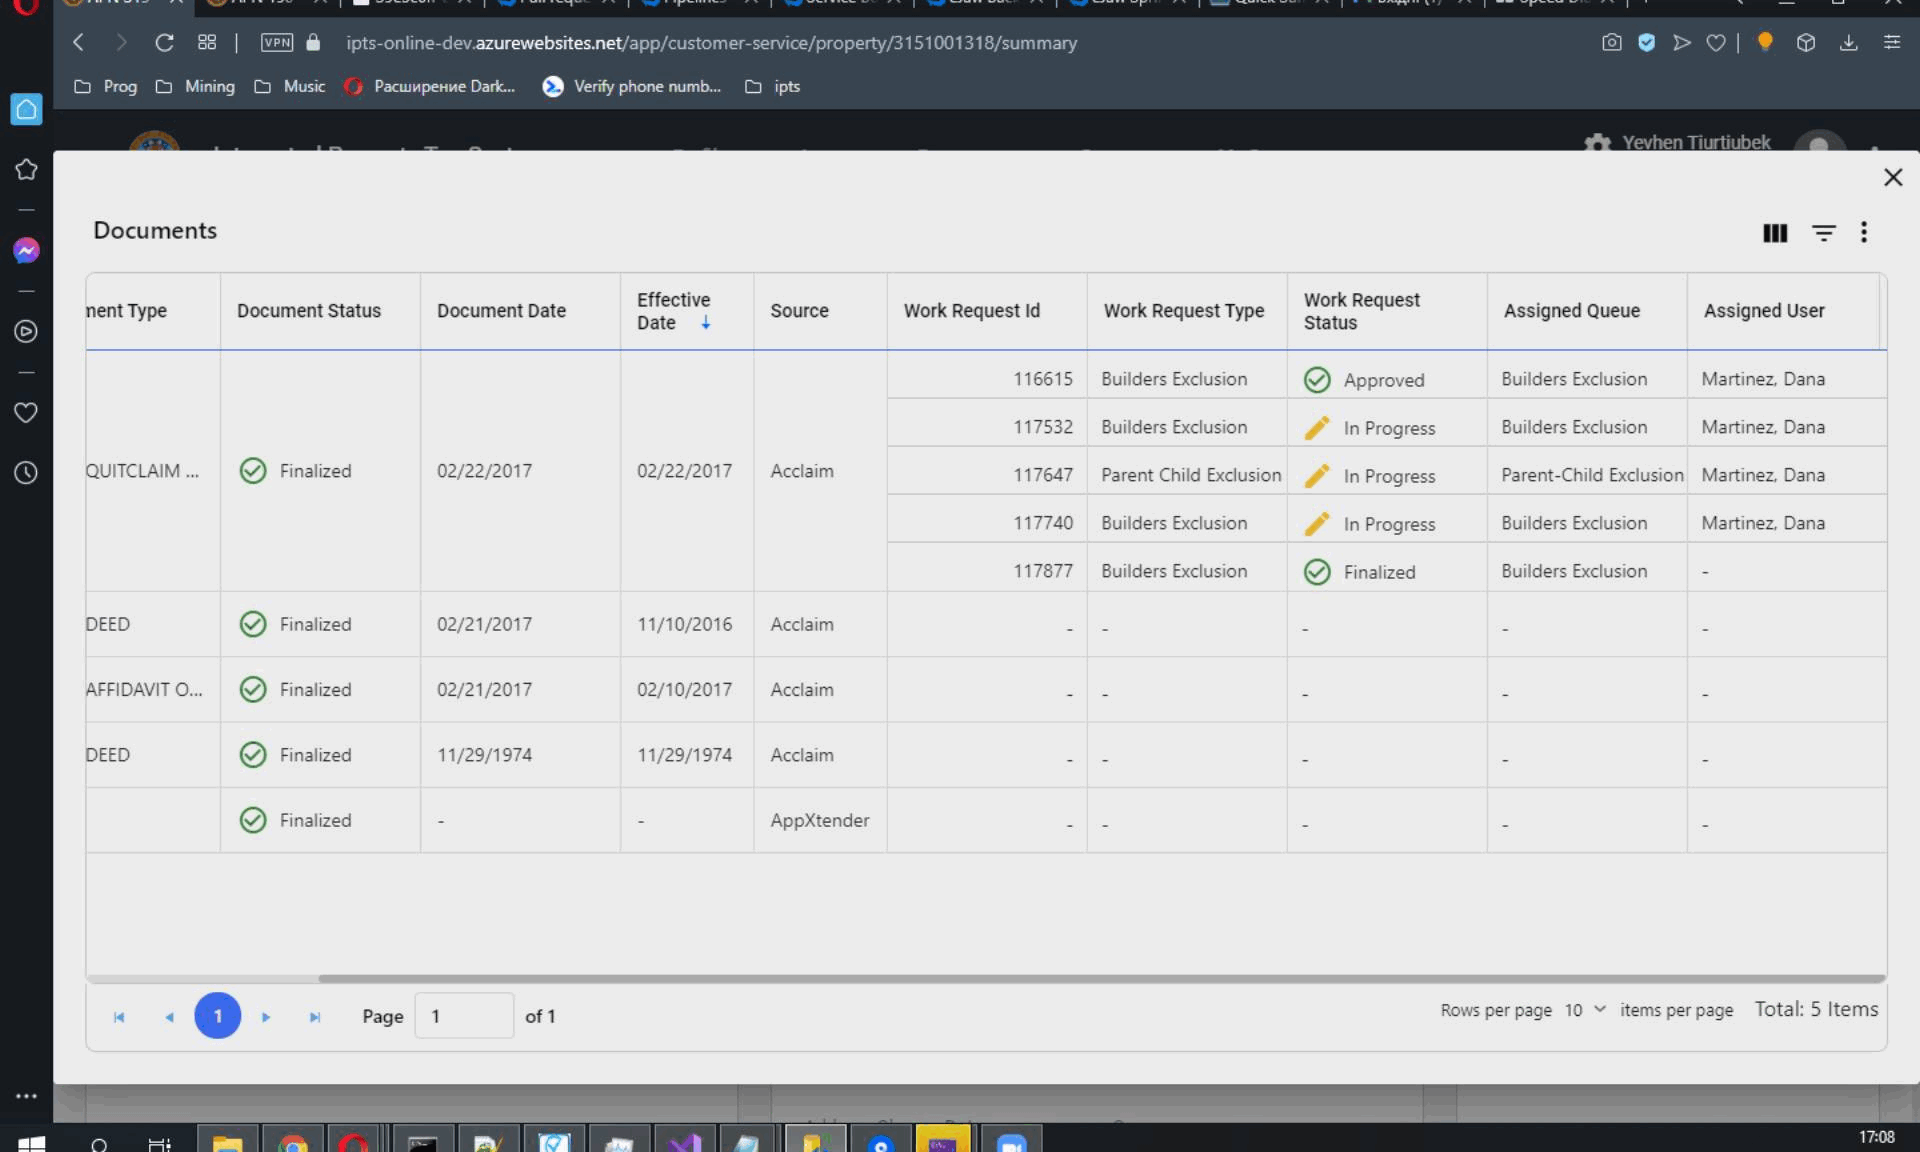 VPN
ipts-online-dev.azurewebsites.net/app/customer-service/property/3151001318/summary
Prog
Mining
Music
Расширение Dark...
Verify phone numb...
ipts
Yevhen Tiurtiubek
Documents
ment Type
Document Status
Document Date
Effective
Date
Source
Work Request Id
Work Request Type
Work Request
Status
Assigned Queue
Assigned User
QUITCLAIM ...
Finalized
02/22/2017
02/22/2017
Acclaim
116615 Builders Exclusion Approved Builders Exclusion Martinez, Dana
117532 Builders Exclusion In Progress Builders Exclusion Martinez, Dana
117647 Parent Child Exclusion In Progress Parent-Child Exclusion Martinez, Dana
117740 Builders Exclusion In Progress Builders Exclusion Martinez, Dana
117877 Builders Exclusion Finalized Builders Exclusion -
DEED Finalized 02/21/2017 11/10/2016 Acclaim - - - - -
AFFIDAVIT O... Finalized 02/21/2017 02/10/2017 Acclaim - - - - -
DEED Finalized 11/29/1974 11/29/1974 Acclaim - - - - -
Finalized - - AppXtender - - - - -
1
Page 1 of 1
Rows per page 10 items per page Total: 5 Items
17:08